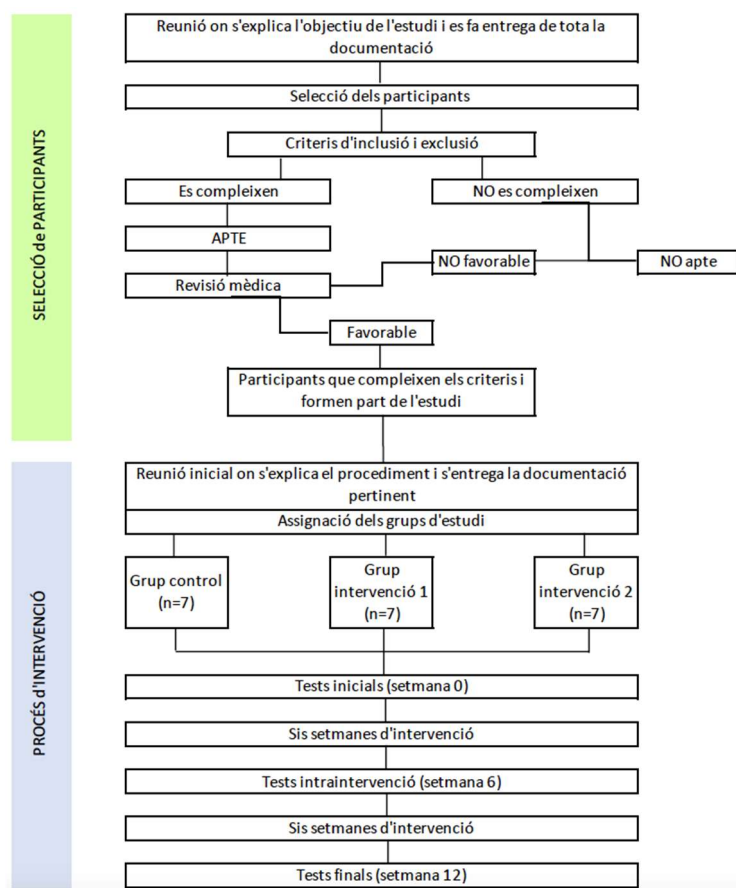 SELECCIÓ de PARTICIPANTS
Reunió on s'explica l'objectiu de l'estudi i es fa entrega de tota la
documentació
Selecció dels participants
Criteris d'inclusió i exclusió
Es compleixen
NO es compleixen
APTE
NO favorable
NO apte
Revisió mèdica
Favorable
Participants que compleixen els criteris i
formen part de l'estudi
PROCÉS d'INTERVENCIÓ
Reunió inicial on s'explica el procediment i s'entrega la documentació
pertinent
Assignació dels grups d'estudi
Grup control
(n=7)
Grup
intervenció 1
(n=7)
Grup
intervenció 2
(n=7)
Tests inicials (setmana 0)
Sis setmanes d'intervenció
Tests intraintervenció (setmana 6)
Sis setmanes d'intervenció
Tests finals (setmana 12)